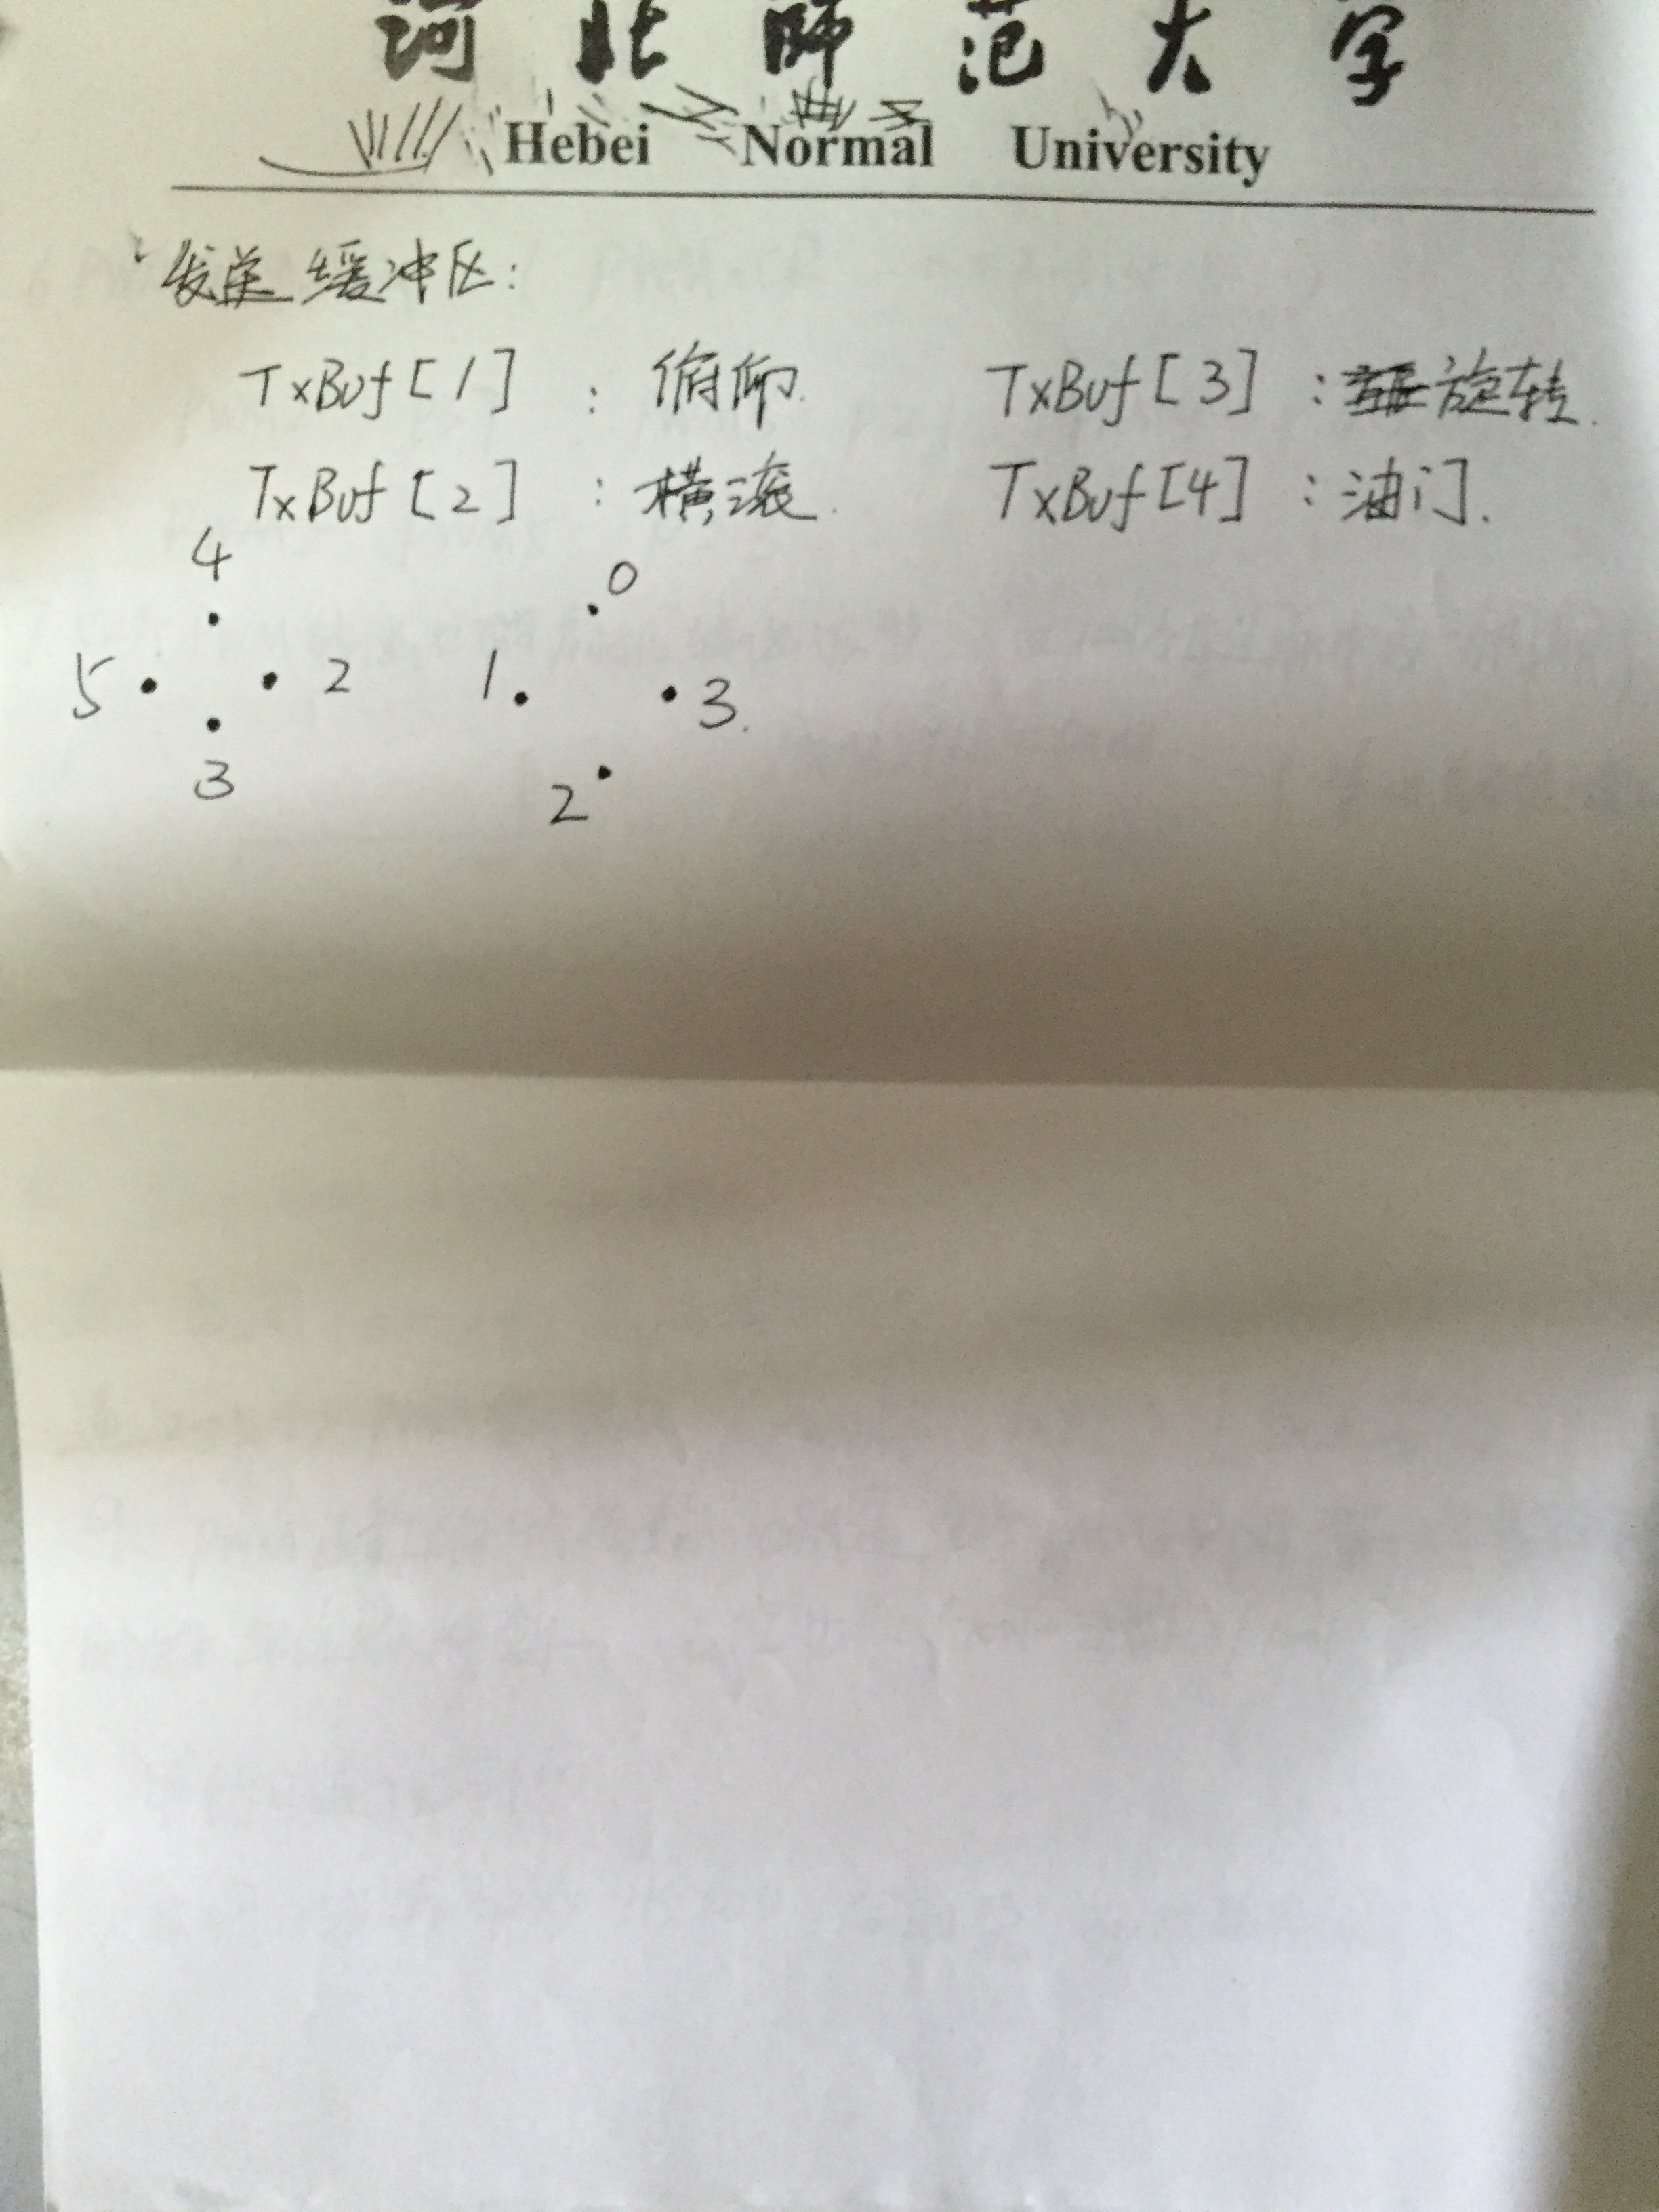 河北师范大学
Hebei Normal University
发送缓冲区:
TxBuf[1] : 俯仰. TxBuf[3] : 旋转.
TxBuf[2] : 横滚. TxBuf[4] : 油门.
4 0
5 2 1 3.
3 2